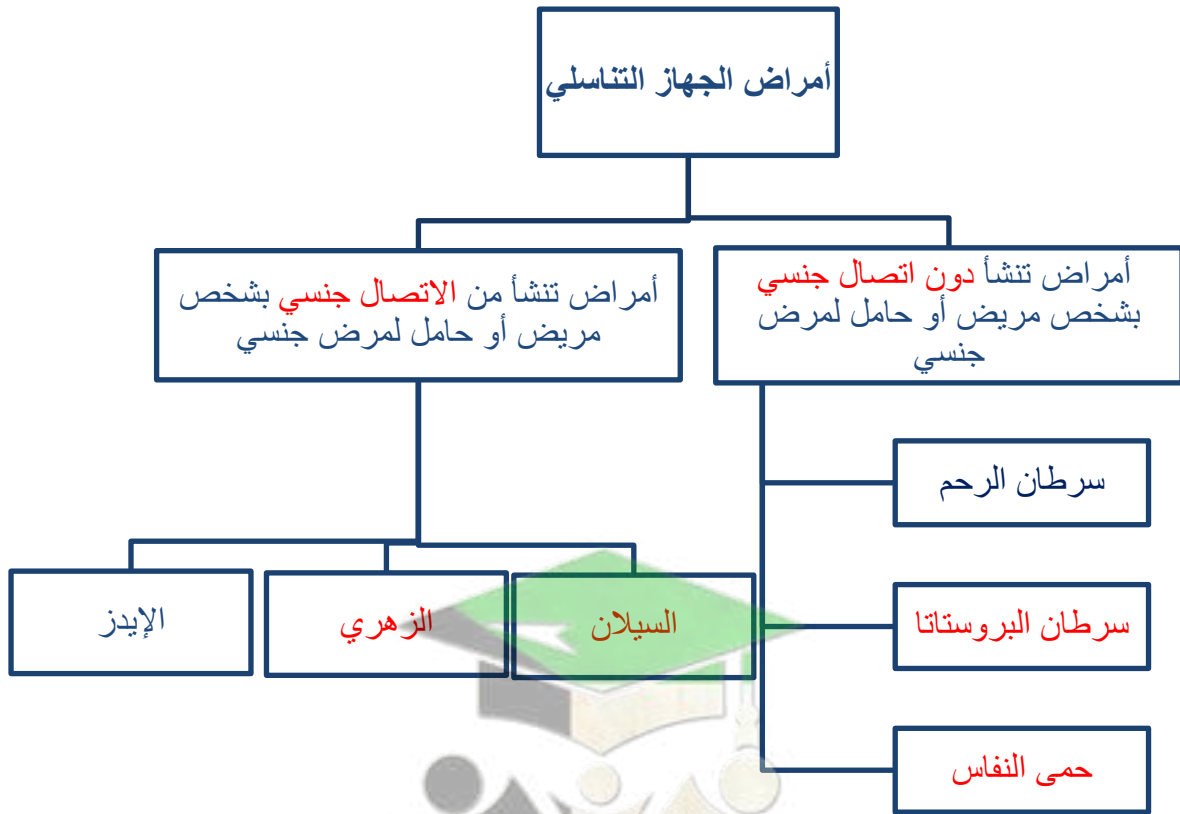 أمراض الجهاز التناسلي
أمراض تنشأ دون اتصال جنسي
بشخص مريض أو حامل لمرض
جنسي
أمراض تنشأ من الاتصال جنسي بشخص
مريض أو حامل لمرض جنسي
سرطان الرحم
سرطان البروستاتا
حمى النفاس
السيلان
الزهري
الإيدز